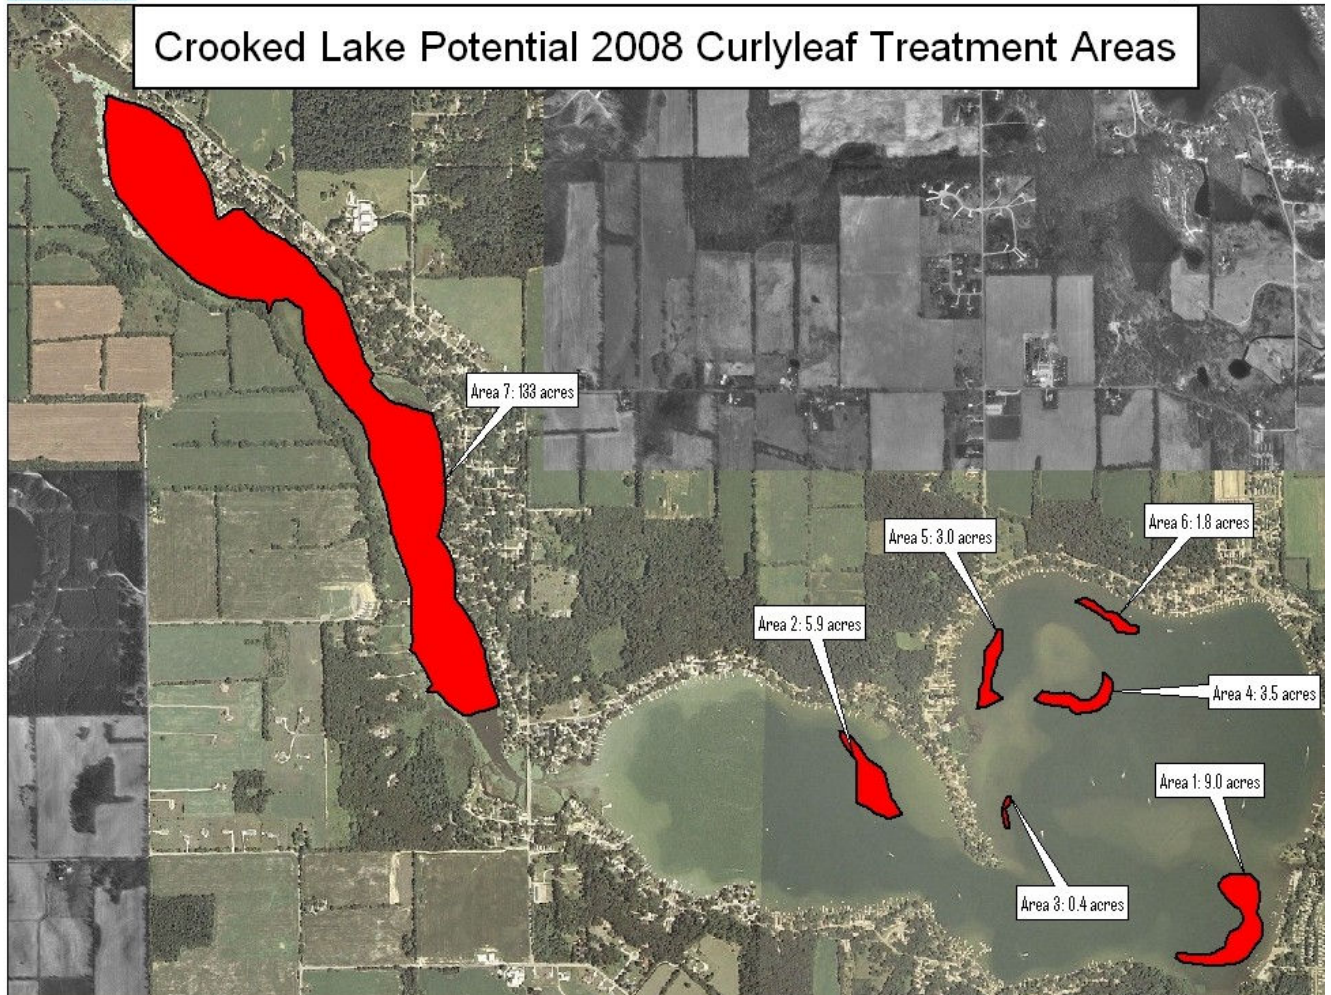 Crooked Lake Potential 2008 Curlyleaf Treatment Areas
Area 7: 133 acres
Area 5: 3.0 acres
Area 6: 1.8 acres
Area 2: 5.9 acres
Area 4: 3.5 acres
Area 1: 9.0 acres
Area 3: 0.4 acres